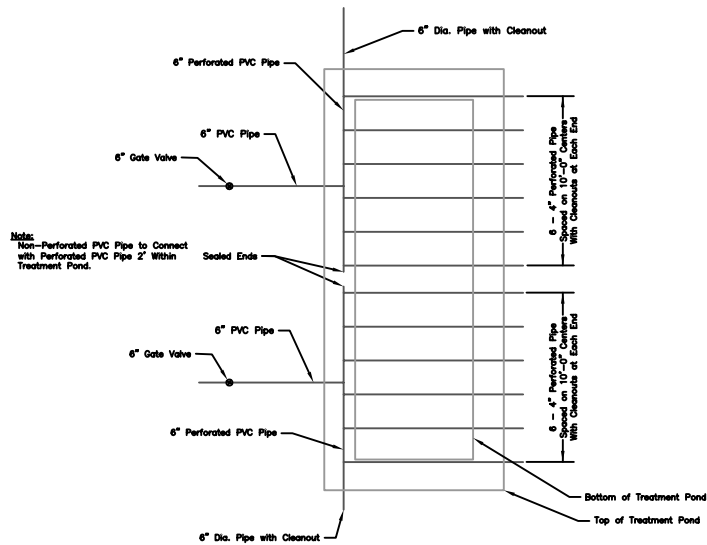 6" Dia. Pipe with Cleanout
6" Perforated PVC Pipe
6" PVC Pipe
6" Gate Valve
6 - 4" Perforated Pipe
Spaced on 10'-0" Centers
With Cleanouts at Each End
Note:
Non-Perforated PVC Pipe to Connect
with Perforated PVC Pipe 2' Within
Treatment Pond.
Sealed Ends
6" PVC Pipe
6" Gate Valve
6 - 4" Perforated Pipe
Spaced on 10'-0" Centers
With Cleanouts at Each End
6" Perforated PVC Pipe
Bottom of Treatment Pond
Top of Treatment Pond
6" Dia. Pipe with Cleanout